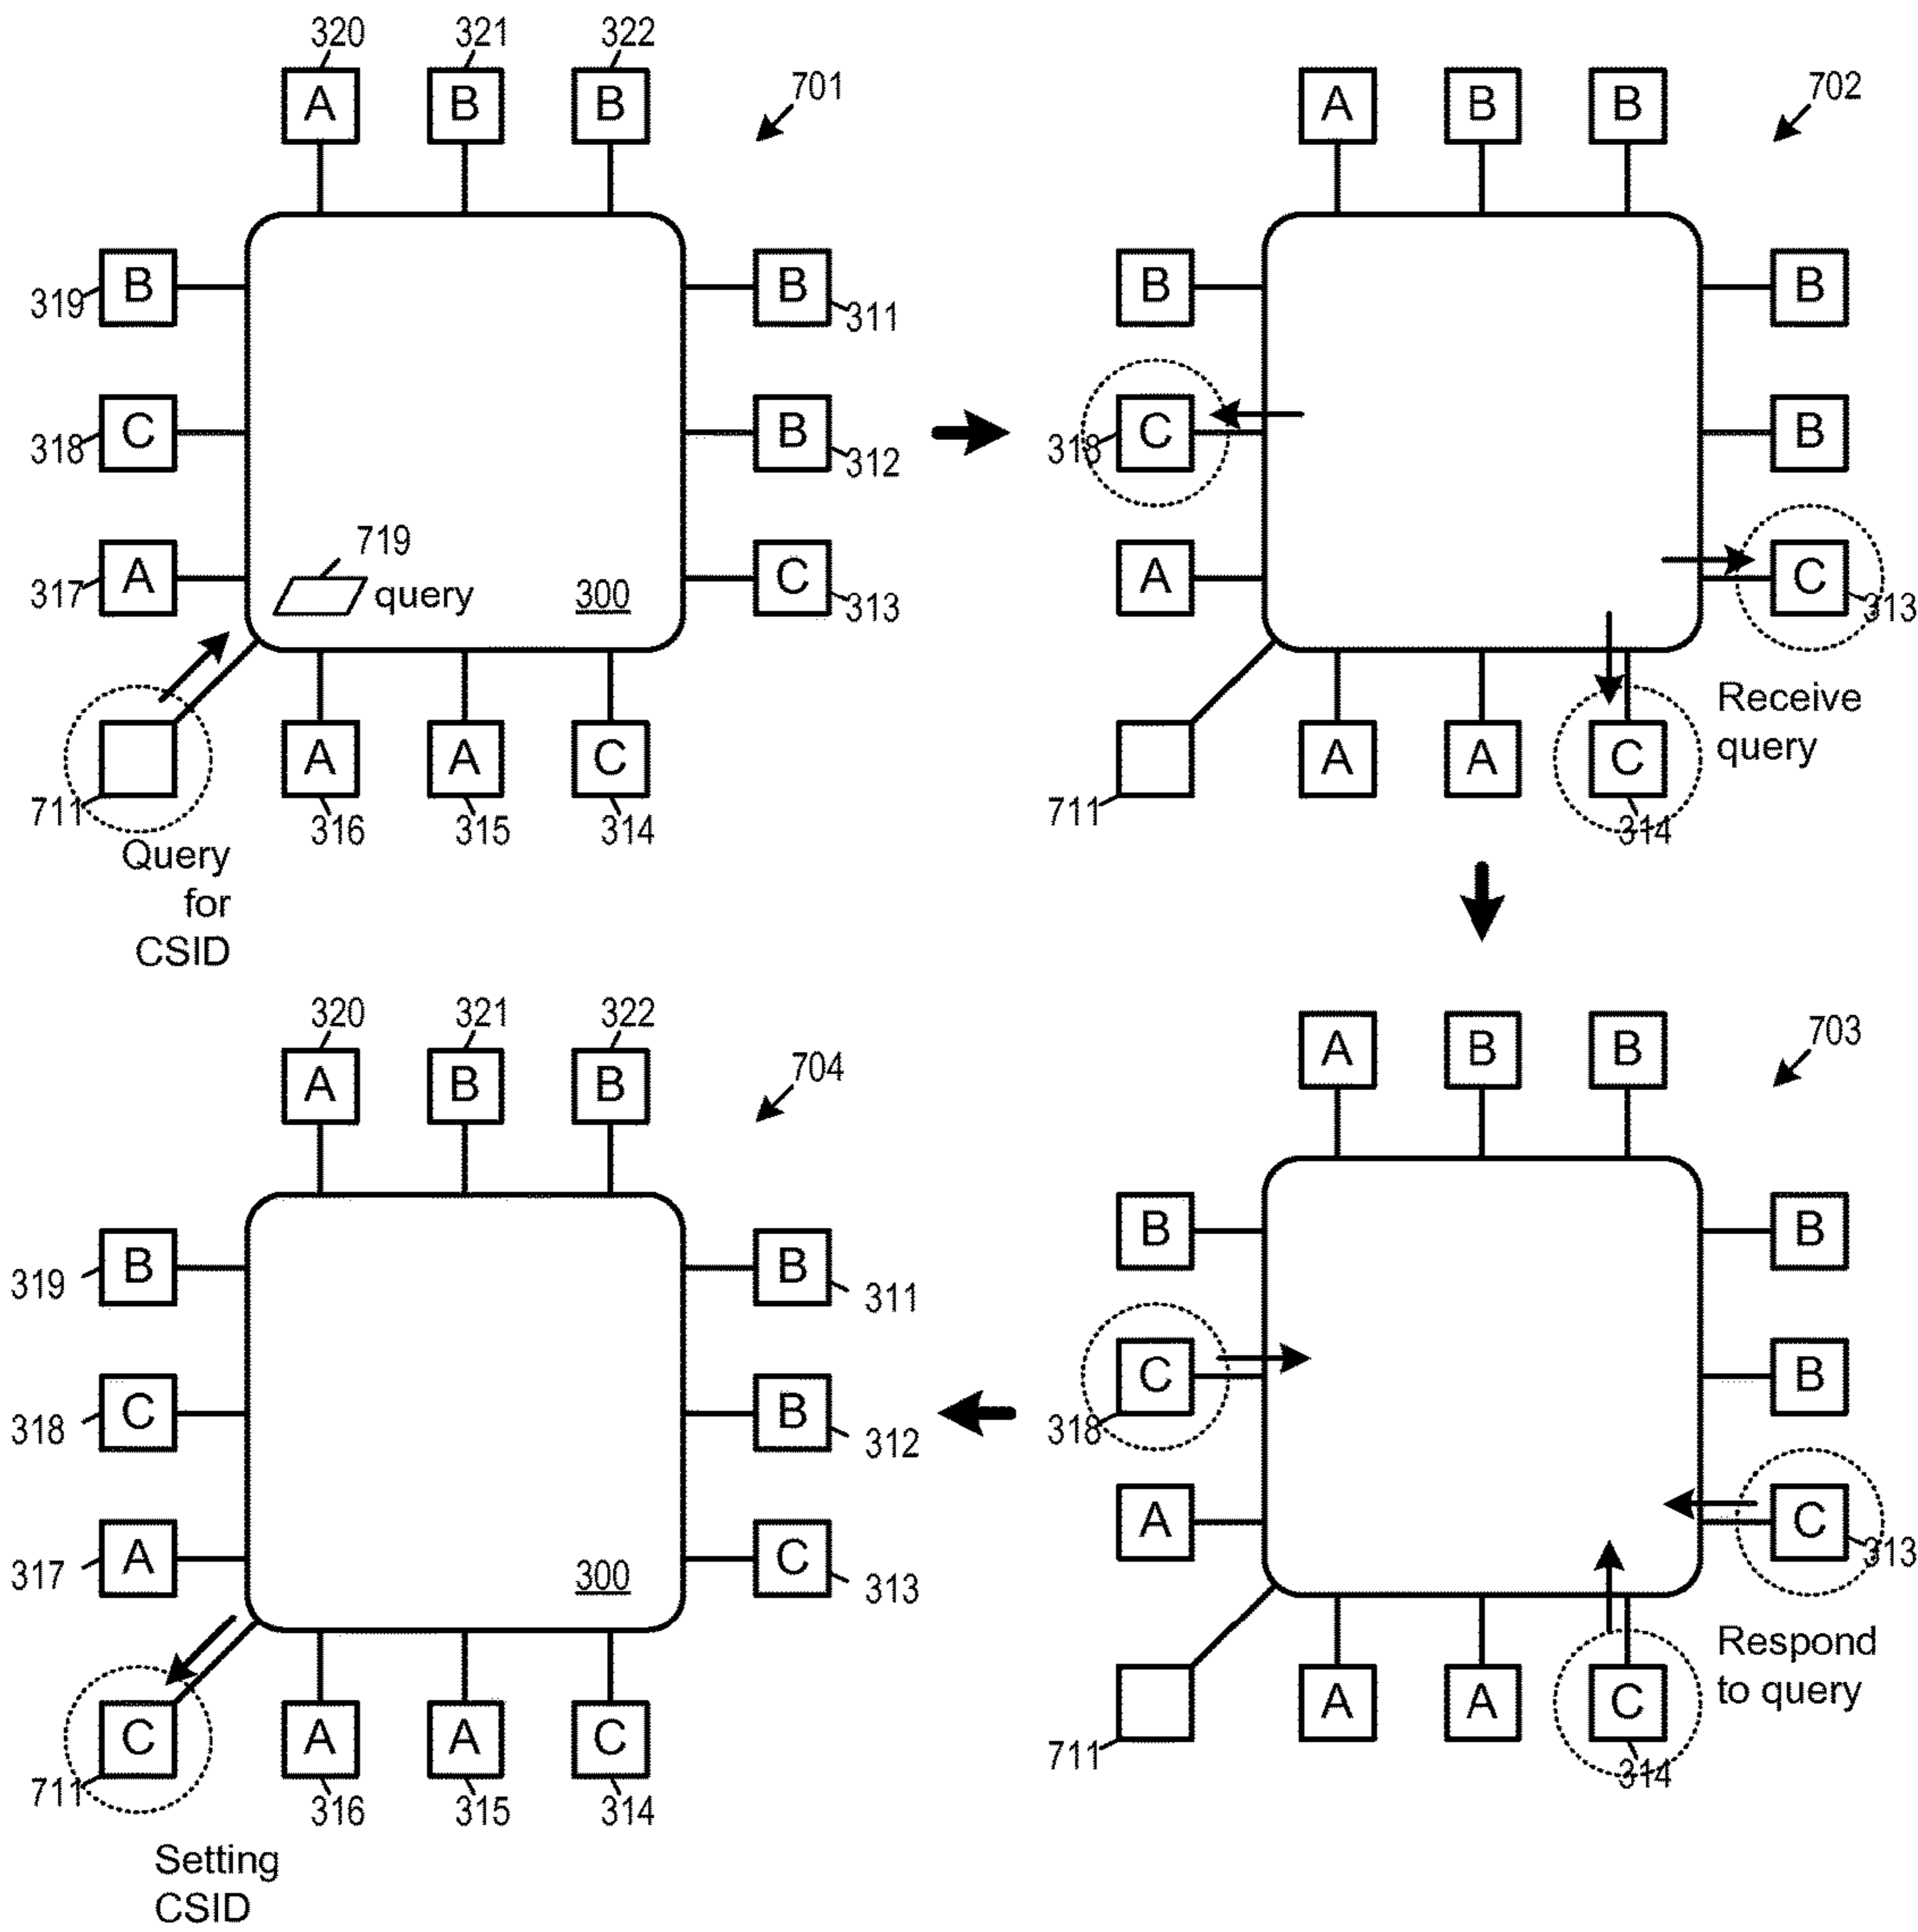 320 321 322
A B B
701
B B
319 311
C B
318 312
719
A query 300 C
317 313
A A C
711 316 315 314
Query
for
CSID
A B B
702
B B
C B
318
A C
313
Receive
query
A A C
711 314
A B B
703
B B
C B
318
A C
313
Respond
to query
A A C
711 314
320 321 322
A B B
704
B B
319 311
C B
318 312
A 300 C
317 313
C A A C
711 316 315 314
Setting
CSID